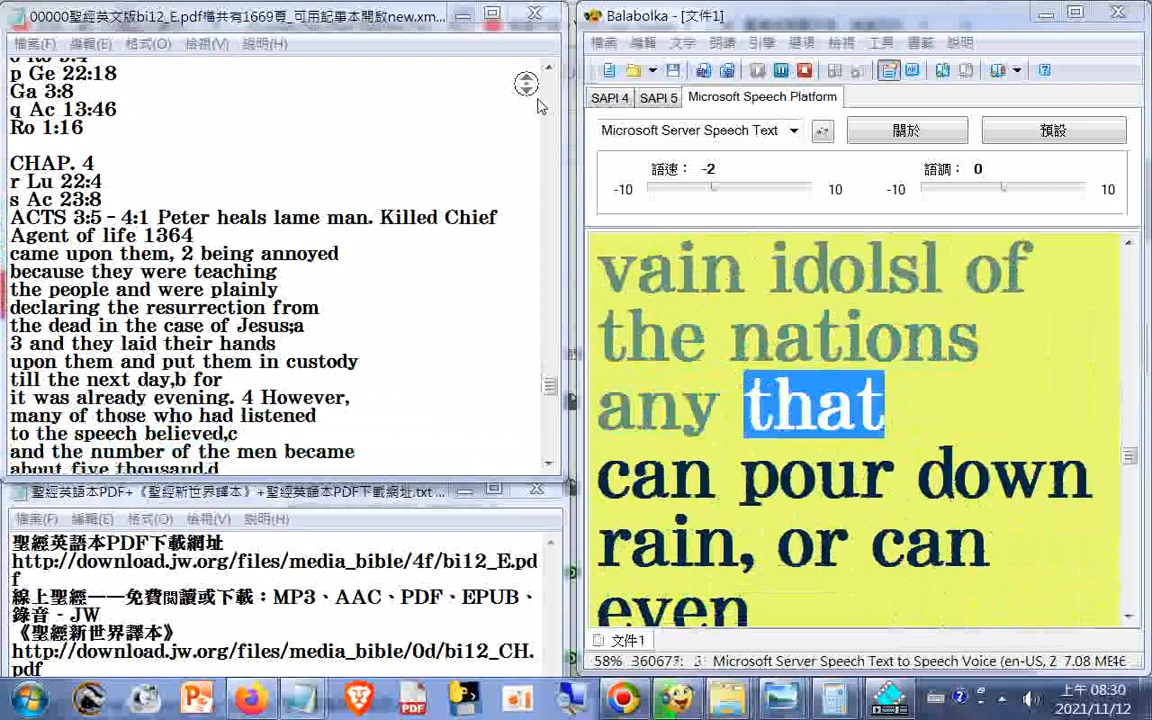 00000聖經英文版bi12_E.pdf檔共有1669頁_可用記事本開啟new.xm...
檔案(F) 編輯(E) 格式(O) 檢視(V) 說明(H)
p Ge 22:18
Ga 3:8
q Ac 13:46
Ro 1:16
CHAP. 4
r Lu 22:4
s Ac 23:8
ACTS 3:5–4:1 Peter heals lame man. Killed Chief
Agent of life 1364
came upon them, 2 being annoyed
because they were teaching
the people and were plainly
declaring the resurrection from
the dead in the case of Jesus;a
3 and they laid their hands
upon them and put them in custody
till the next day,b for
it was already evening. 4 However,
many of those who had listened
to the speech believed,c
and the number of the men became
about five thousand.d
聖經英語本PDF+《聖經新世界譯本》+聖經英語本PDF下載網址.txt ...
檔案(F) 編輯(E) 格式(O) 檢視(V) 說明(H)
聖經英語本PDF下載網址
http://download.jw.org/files/media_bible/4f/bi12_E.pd
f
線上聖經——免費閱讀或下載：MP3、AAC、PDF、EPUB、
錄音 - JW
《聖經新世界譯本》
http://download.jw.org/files/media_bible/0d/bi12_CH.
pdf
Balabolka - [文件1]
檔案 編輯 文字 朗讀 引擎 選項 檢視 工具 書籤 說明
SAPI 4 SAPI 5 Microsoft Speech Platform
Microsoft Server Speech Text
關於 預設
語速： -2 語調： 0
-10 10 -10 10
vain idolsl of
the nations
any that
can pour down
rain, or can
even
文件1
58% Microsoft Server Speech Text to Speech Voice (en-US, Z 7.08 ME
上午 08:30
2021/11/12